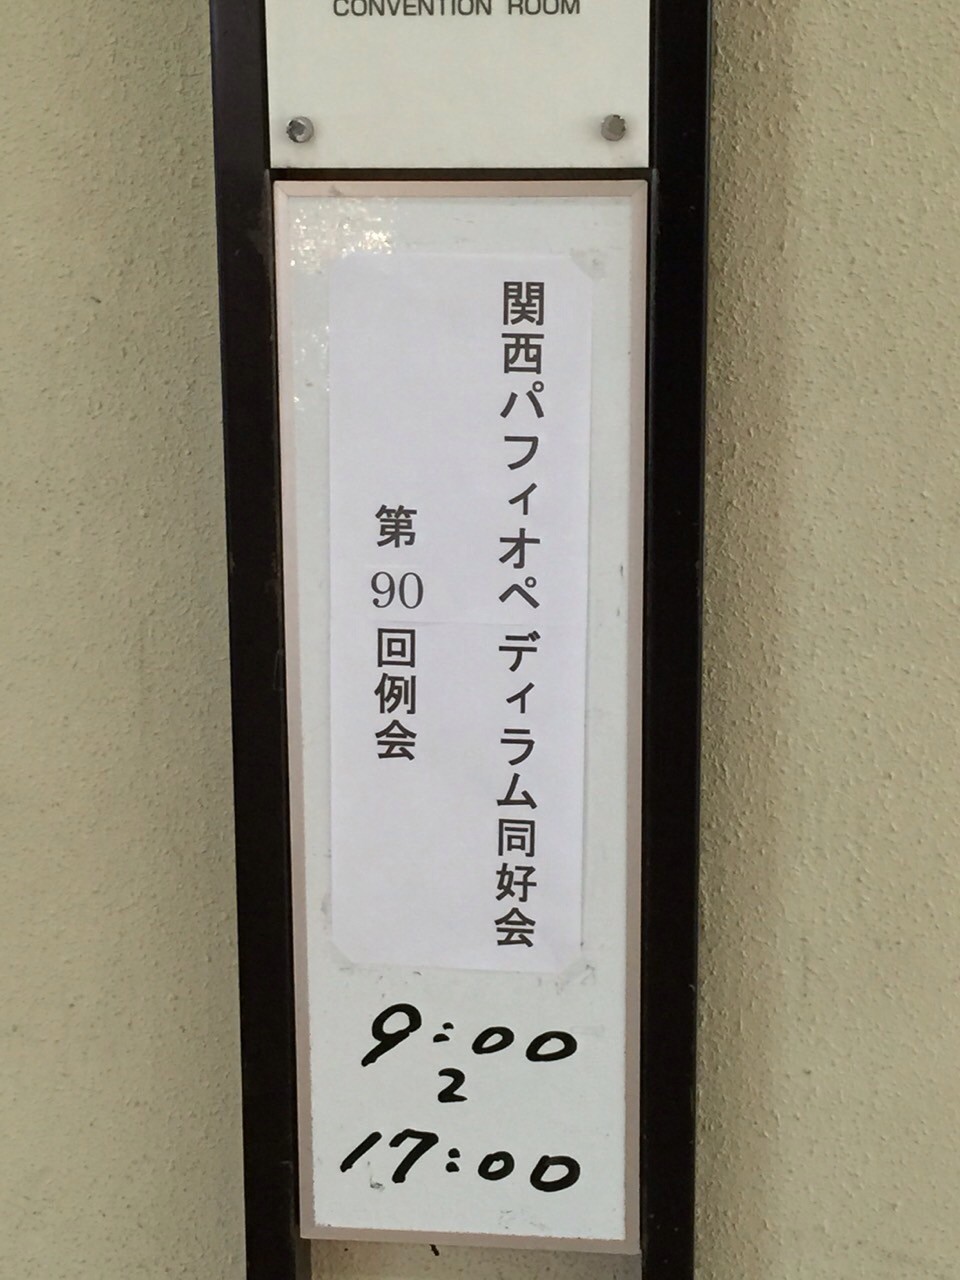 CONVENTION ROOM
関西パフィオペディラム同好会
第90回例会
9:00
2
17:00